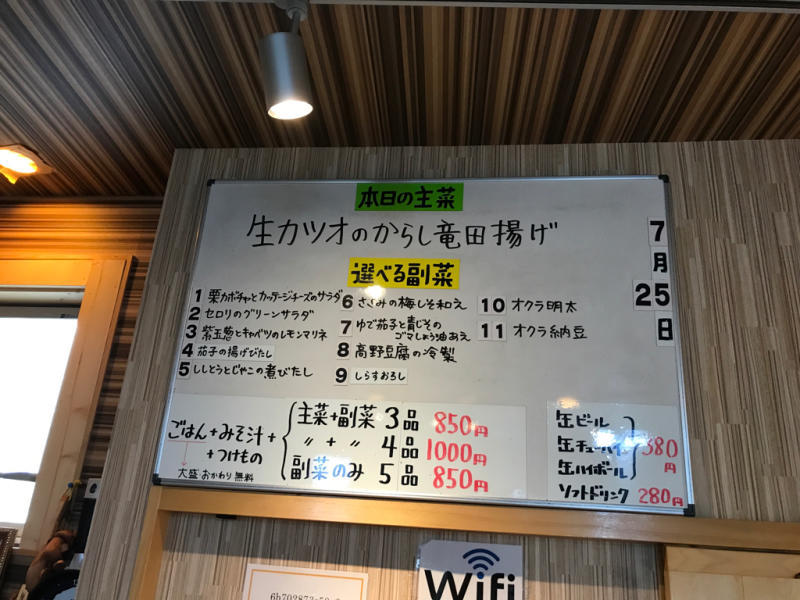 本日の主菜
生カツオのからし竜田揚げ
7月25日
選べる副菜
1 栗カボチャとカッテージチーズのサラダ
2 セロリのグリーンサラダ
3 紫玉葱とキャベツのレモンマリネ
4 茄子の揚げびたし
5 ししとうとじゃこの煮びたし
6 ささみの梅しそ和え
7 ゆで茄子と青じその
ゴマしょう油あえ
8 高野豆腐の冷製
9 しらすおろし
10 オクラ明太
11 オクラ納豆
ごはん+みそ汁+
+つけもの
大盛・おかわり無料
主菜+副菜 3品 850円
〃 + 〃 4品 1000円
副菜のみ 5品 850円
缶ビール
缶チューハイ
缶ハイボール
380円
ソフトドリンク 280円
Wifi